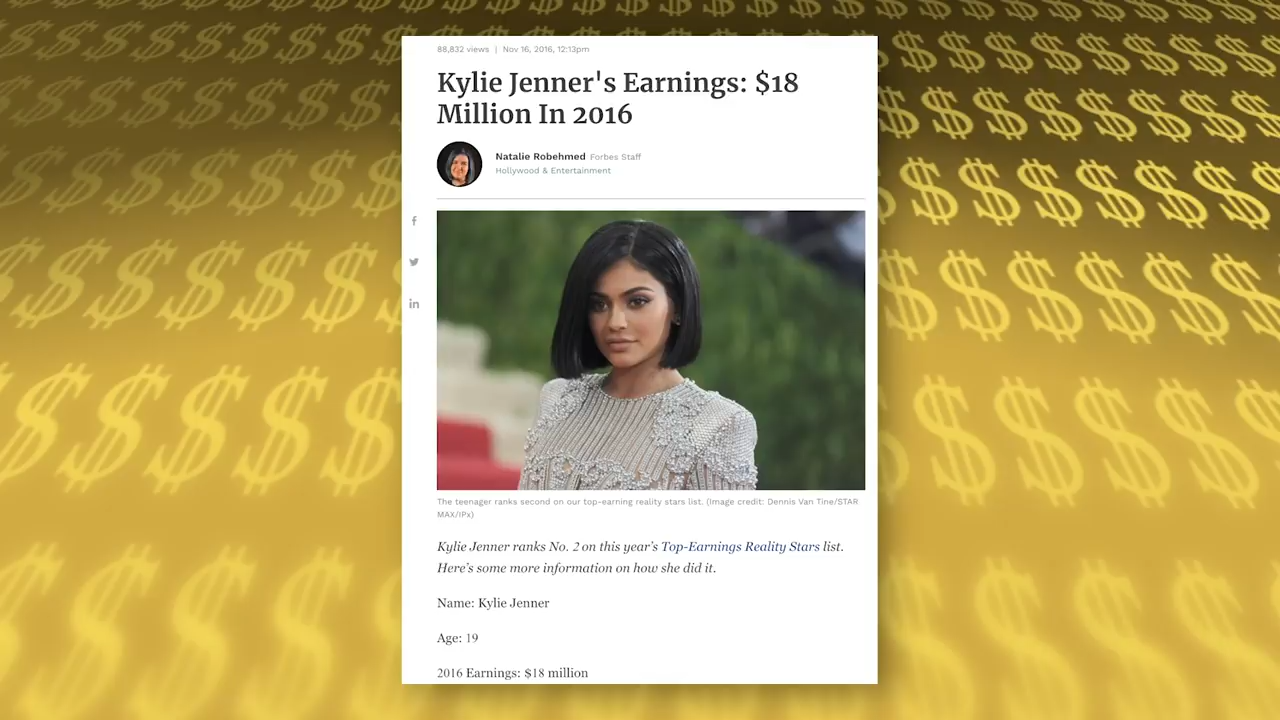 88,832 views | Nov 16, 2016, 12:13pm
Kylie Jenner's Earnings: $18
Million In 2016
Natalie Robehmed Forbes Staff
Hollywood & Entertainment
The teenager ranks second on our top-earning reality stars list. (Image credit: Dennis Van Tine/STAR
MAX/IPx)
Kylie Jenner ranks No. 2 on this year's Top-Earnings Reality Stars list.
Here's some more information on how she did it.
Name: Kylie Jenner
Age: 19
2016 Earnings: $18 million